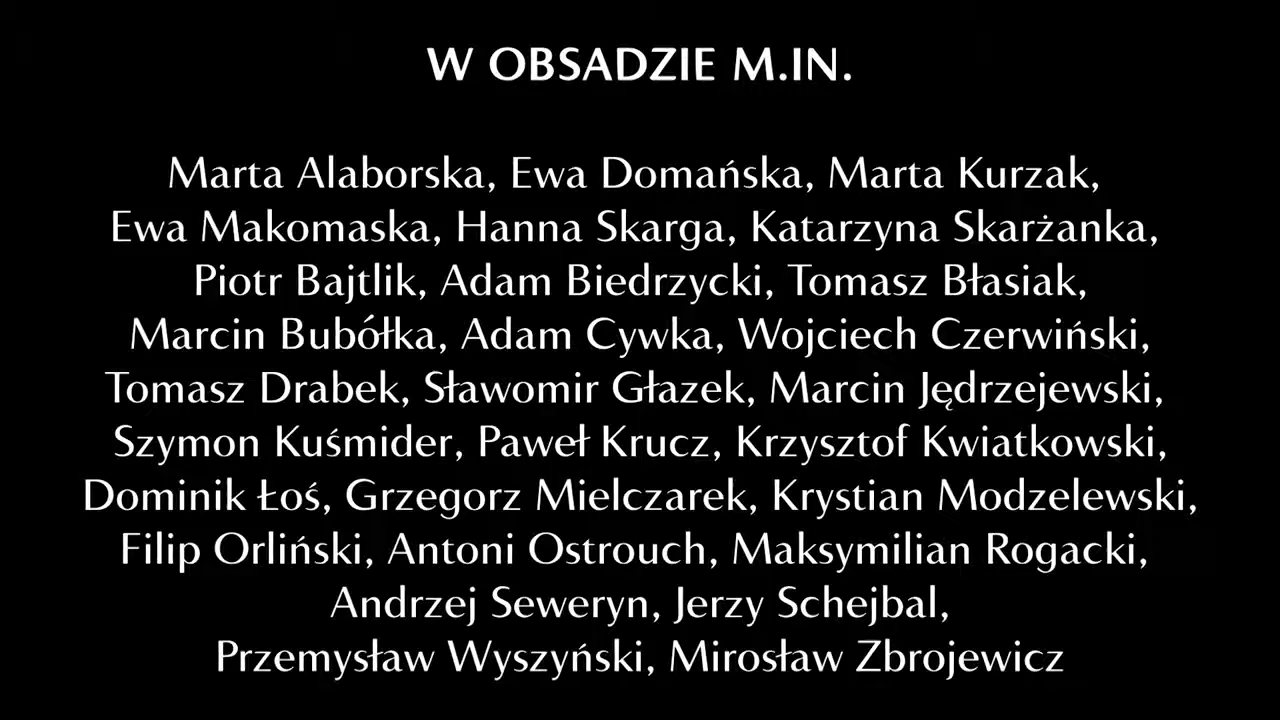 W OBSADZIE M.IN.
Marta Alaborska, Ewa Domańska, Marta Kurzak,
Ewa Makomaska, Hanna Skarga, Katarzyna Skarżanka,
Piotr Bajtlik, Adam Biedrzycki, Tomasz Błasiak,
Marcin Bubółka, Adam Cywka, Wojciech Czerwiński,
Tomasz Drabek, Sławomir Głazek, Marcin Jędrzejewski,
Szymon Kuśmider, Paweł Krucz, Krzysztof Kwiatkowski,
Dominik Łoś, Grzegorz Mielczarek, Krystian Modzelewski,
Filip Orliński, Antoni Ostrouch, Maksymilian Rogacki,
Andrzej Seweryn, Jerzy Schejbal,
Przemysław Wyszyński, Mirosław Zbrojewicz